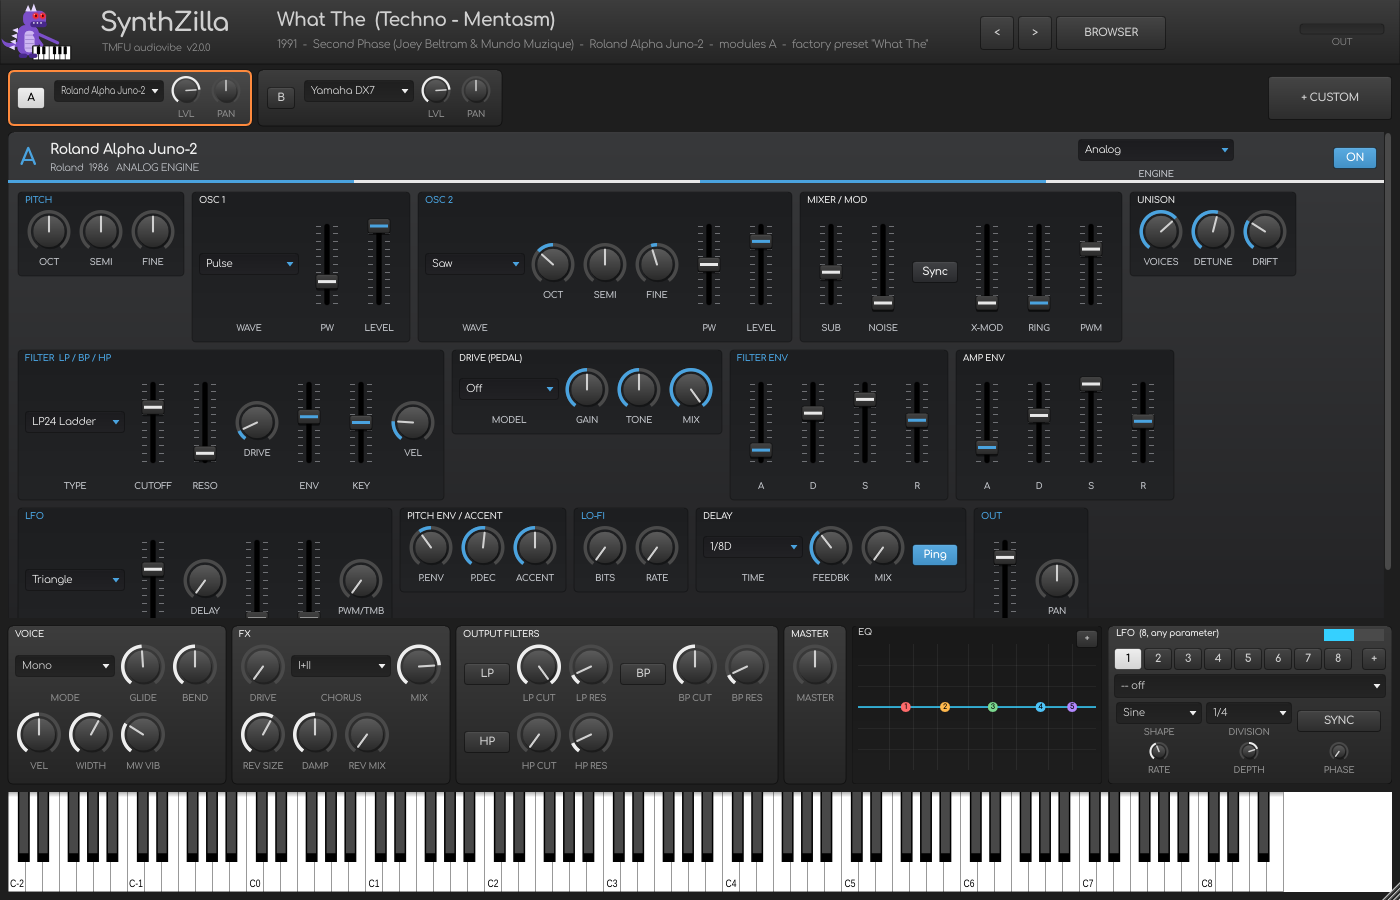 SynthZilla
TMFU audiovibe v2.0.0
What The (Techno - Mentasm)
1991 - Second Phase (Joey Beltram & Mundo Muzique) - Roland Alpha Juno-2 - modules A - factory preset "What The"
< > BROWSER
OUT
A Roland Alpha Juno-2 LVL PAN
B Yamaha DX7 LVL PAN
+ CUSTOM
A Roland Alpha Juno-2
Roland 1986 ANALOG ENGINE
Analog
ENGINE
ON
PITCH
OCT SEMI FINE
OSC 1
Pulse
WAVE PW LEVEL
OSC 2
Saw
OCT SEMI FINE
WAVE PW LEVEL
MIXER / MOD
Sync
SUB NOISE X-MOD RING PWM
UNISON
VOICES DETUNE DRIFT
FILTER LP / BP / HP
LP24 Ladder
DRIVE VEL
TYPE CUTOFF RESO ENV KEY
DRIVE (PEDAL)
Off
MODEL GAIN TONE MIX
FILTER ENV
A D S R
AMP ENV
A D S R
LFO
Triangle
DELAY PWM/TMB
PITCH ENV / ACCENT
P.ENV P.DEC ACCENT
LO-FI
BITS RATE
DELAY
1/8D
Ping
TIME FEEDBK MIX
OUT
PAN
VOICE
Mono
MODE GLIDE BEND
VEL WIDTH MW VIB
FX
I+II
DRIVE CHORUS MIX
REV SIZE DAMP REV MIX
OUTPUT FILTERS
LP BP
LP CUT LP RES BP CUT BP RES
HP
HP CUT HP RES
MASTER
MASTER
EQ
+
1 2 3 4 5
LFO (8, any parameter)
1 2 3 4 5 6 7 8 +
-- off
Sine 1/4 SYNC
SHAPE DIVISION
RATE DEPTH PHASE
C-2 C-1 C0 C1 C2 C3 C4 C5 C6 C7 C8